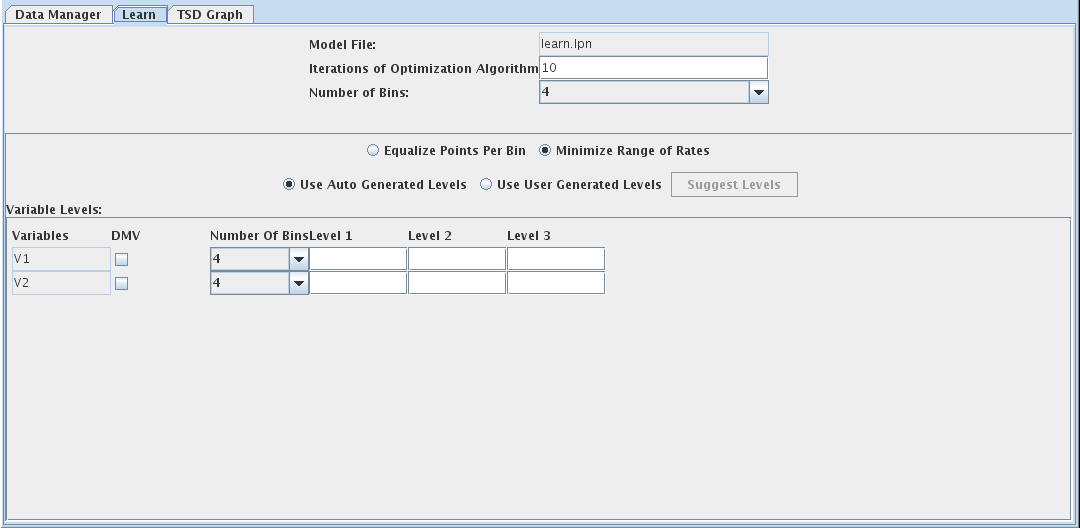 Data Manager Learn TSD Graph
Model File: learn.lpn
Iterations of Optimization Algorithm 10
Number of Bins: 4
Equalize Points Per Bin Minimize Range of Rates
Use Auto Generated Levels Use User Generated Levels Suggest Levels
Variable Levels:
Variables DMV Number Of Bins Level 1 Level 2 Level 3
V1 4
V2 4